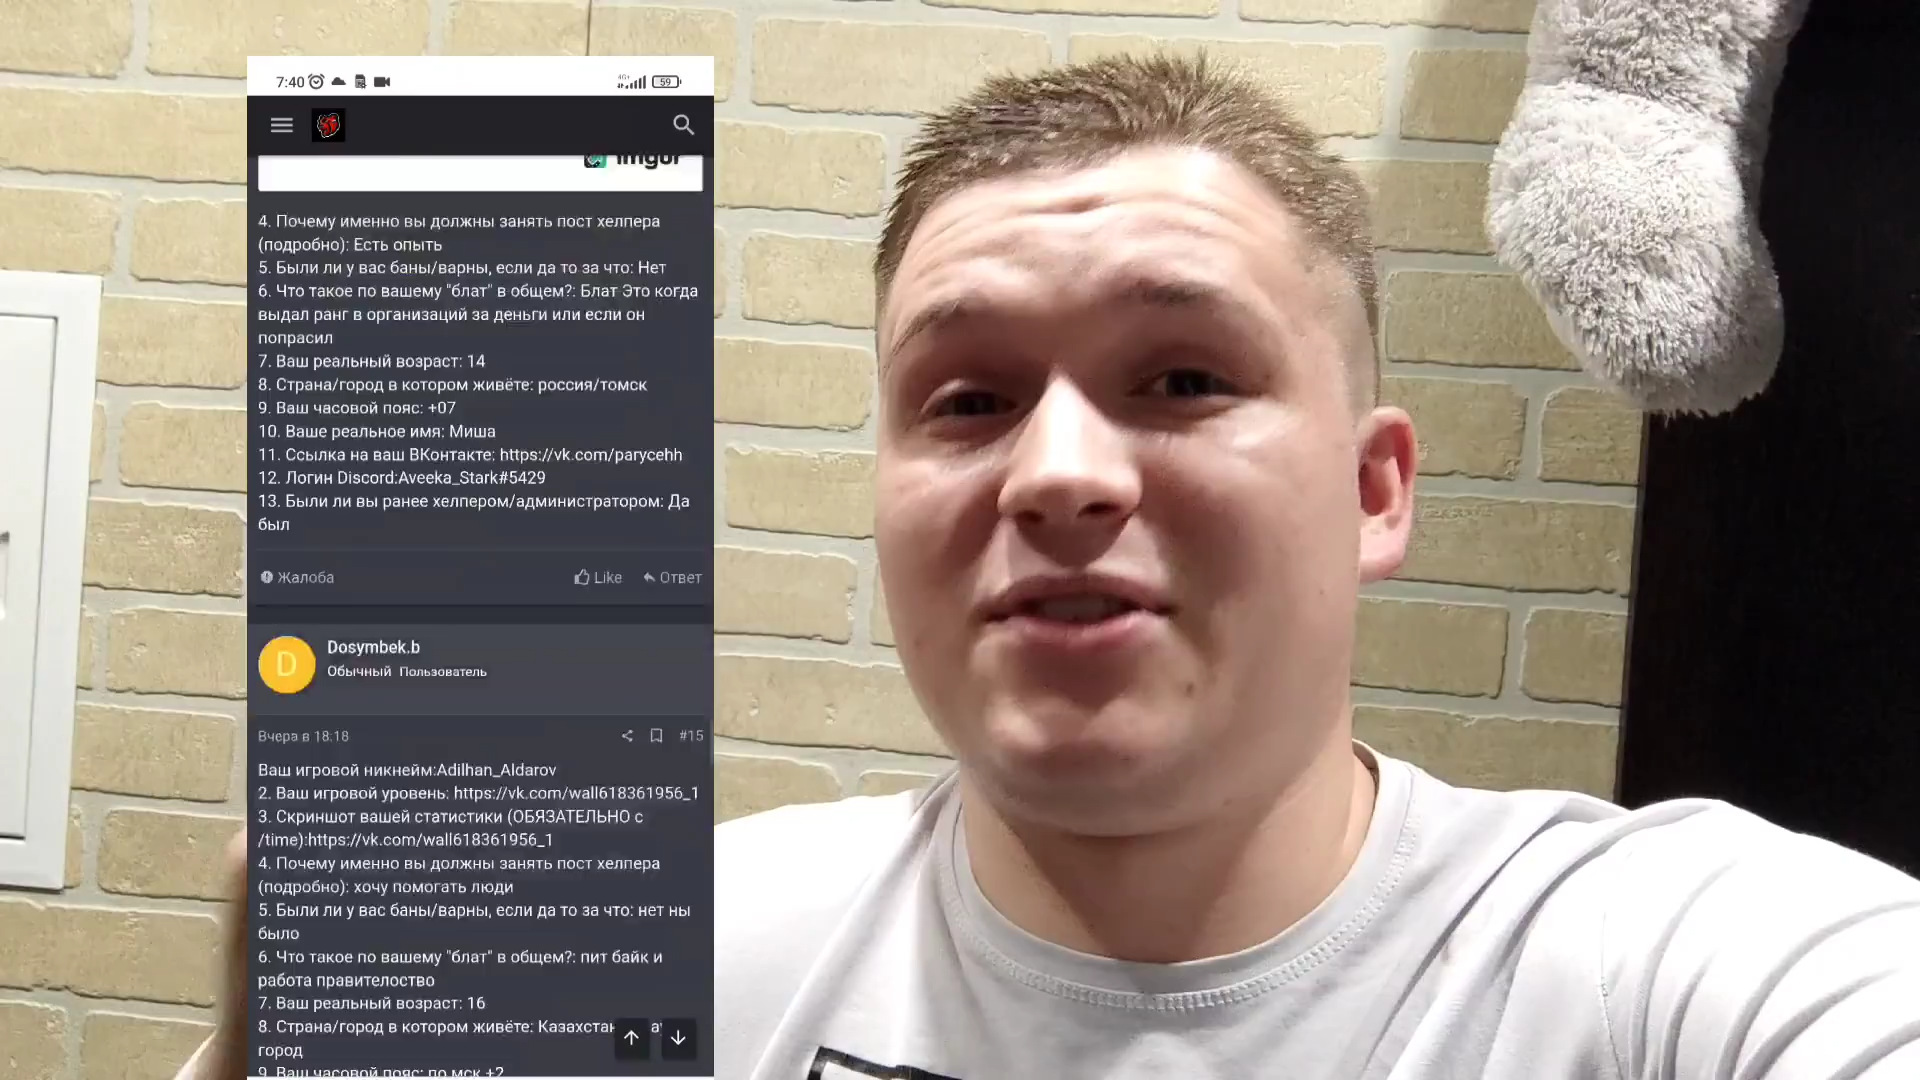 7:40
4G+
59
imgur
4. Почему именно вы должны занять пост хелпера
(подробно): Есть опыть
5. Были ли у вас баны/варны, если да то за что: Нет
6. Что такое по вашему "блат" в общем?: Блат Это когда
выдал ранг в организаций за деньги или если он
попрасил
7. Ваш реальный возраст: 14
8. Страна/город в котором живёте: россия/томск
9. Ваш часовой пояс: +07
10. Ваше реальное имя: Миша
11. Ссылка на ваш ВКонтакте: https://vk.com/parycehh
12. Логин Discord:Aveeka_Stark#5429
13. Были ли вы ранее хелпером/администратором: Да
был
Жалоба
Like
Ответ
D
Dosymbek.b
Обычный Пользователь
Вчера в 18:18
#15
Ваш игровой никнейм:Adilhan_Aldarov
2. Ваш игровой уровень: https://vk.com/wall618361956_1
3. Скриншот вашей статистики (ОБЯЗАТЕЛЬНО с
/time):https://vk.com/wall618361956_1
4. Почему именно вы должны занять пост хелпера
(подробно): хочу помогать люди
5. Были ли у вас баны/варны, если да то за что: нет ны
было
6. Что такое по вашему "блат" в общем?: пит байк и
работа правителоство
7. Ваш реальный возраст: 16
8. Страна/город в котором живёте: Казахстан
город
9. Ваш часовой пояс: по мск +2